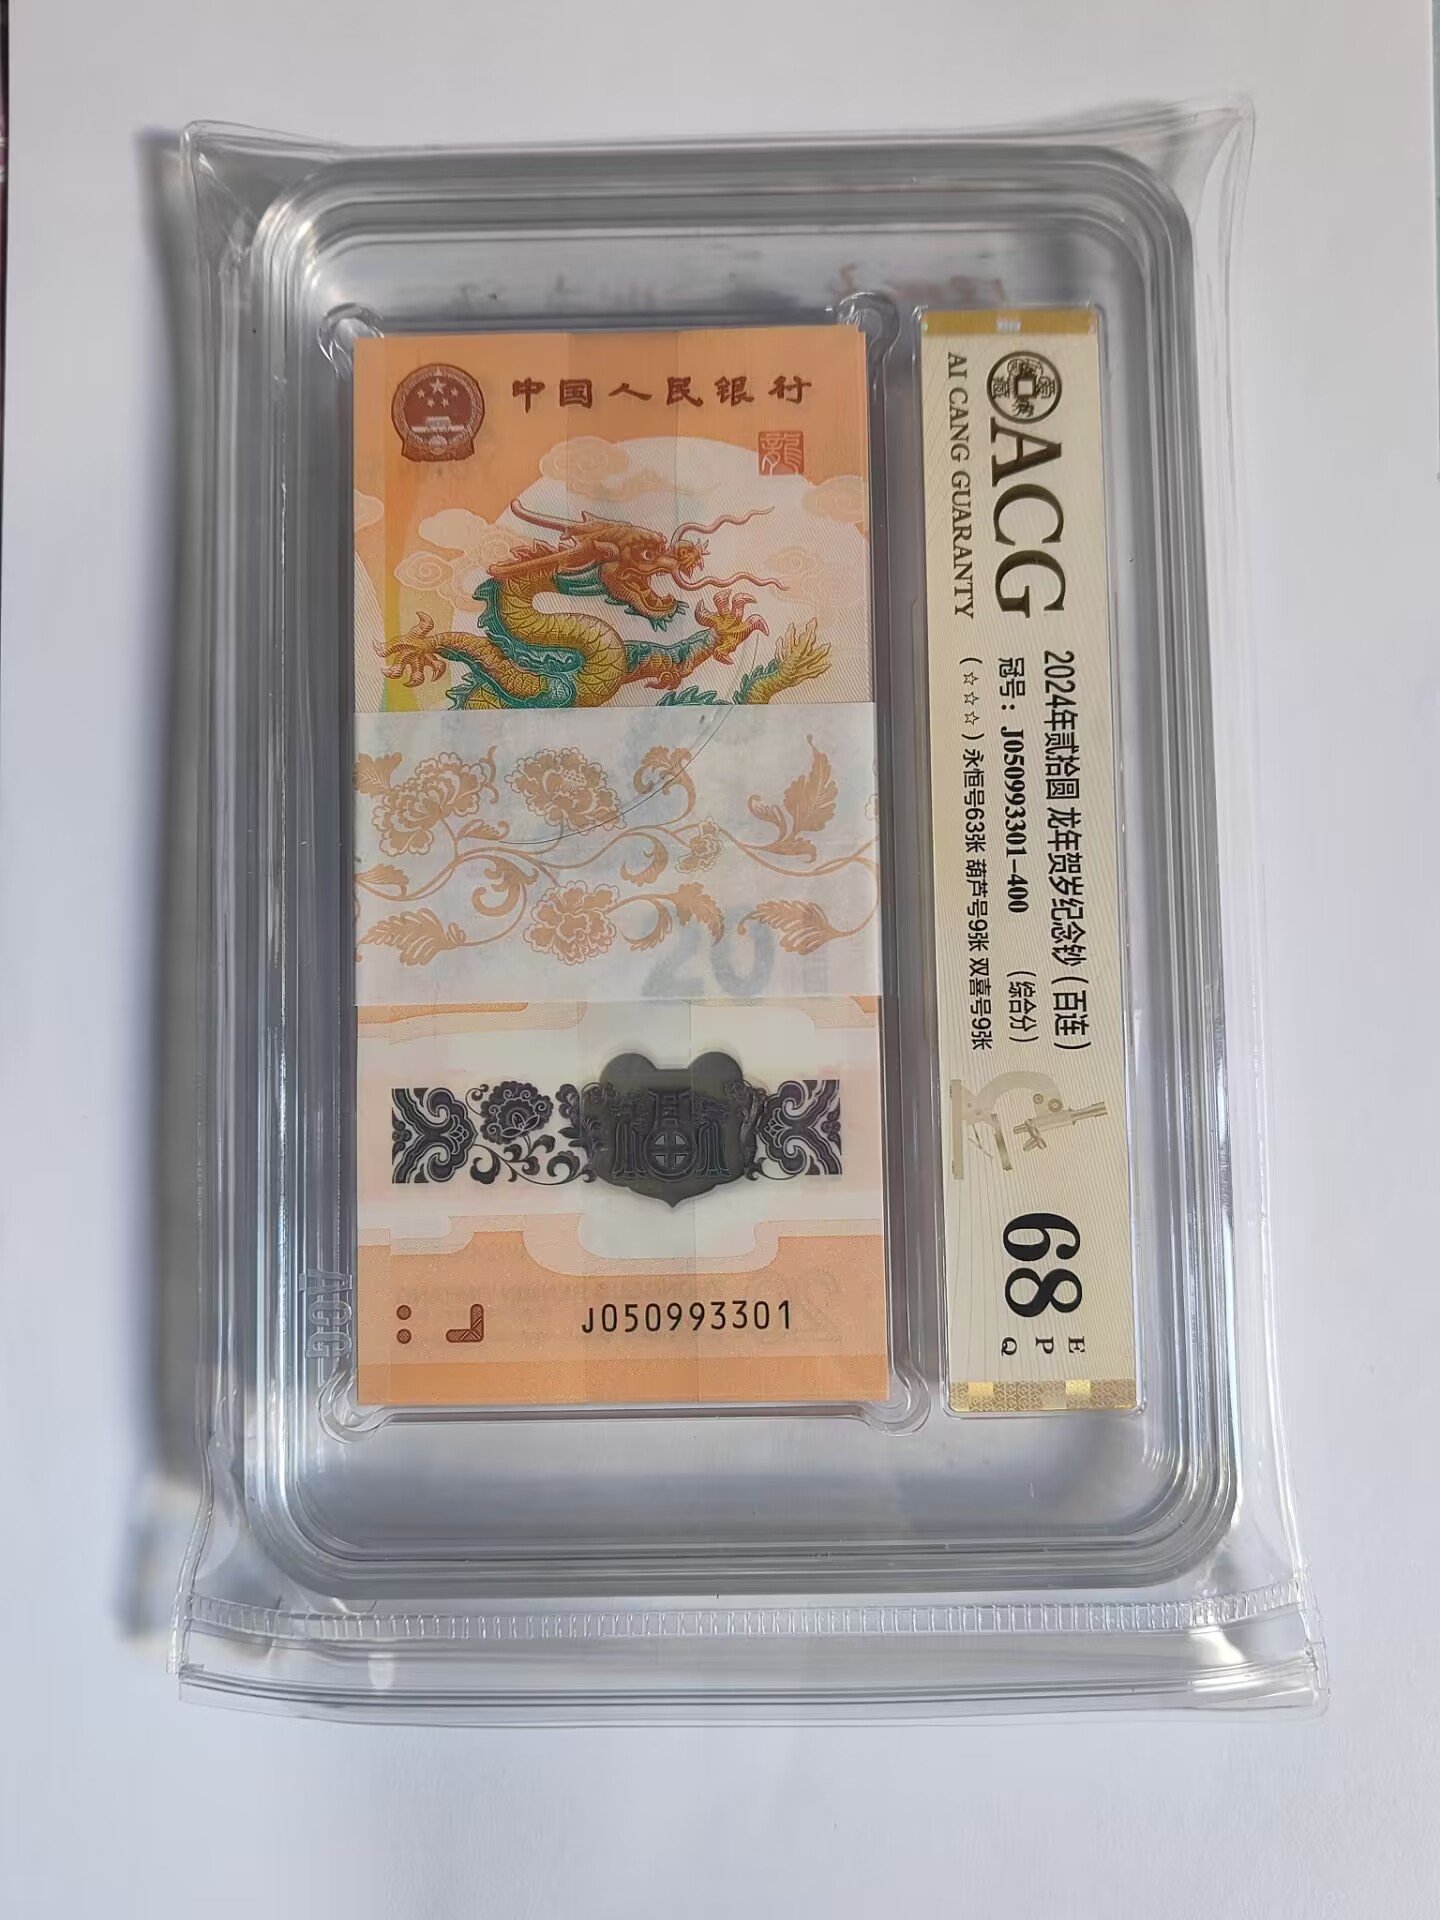 中国人民银行
龍
20
J050993301
ACG
ACG
AI CANG GUARANTY
2024年贰拾圆 龙年贺岁纪念钞（百连）
冠号：J050993301-400 （综合分）
（☆☆☆）永恒号63张 葫芦号9张 双喜号9张
68
E
P
Q